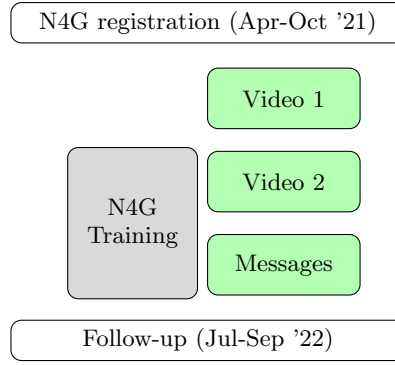 N4G registration (Apr-Oct ’21)
Video 1
Video 2
N4G
Training
Messages
Follow-up (Jul-Sep ’22)